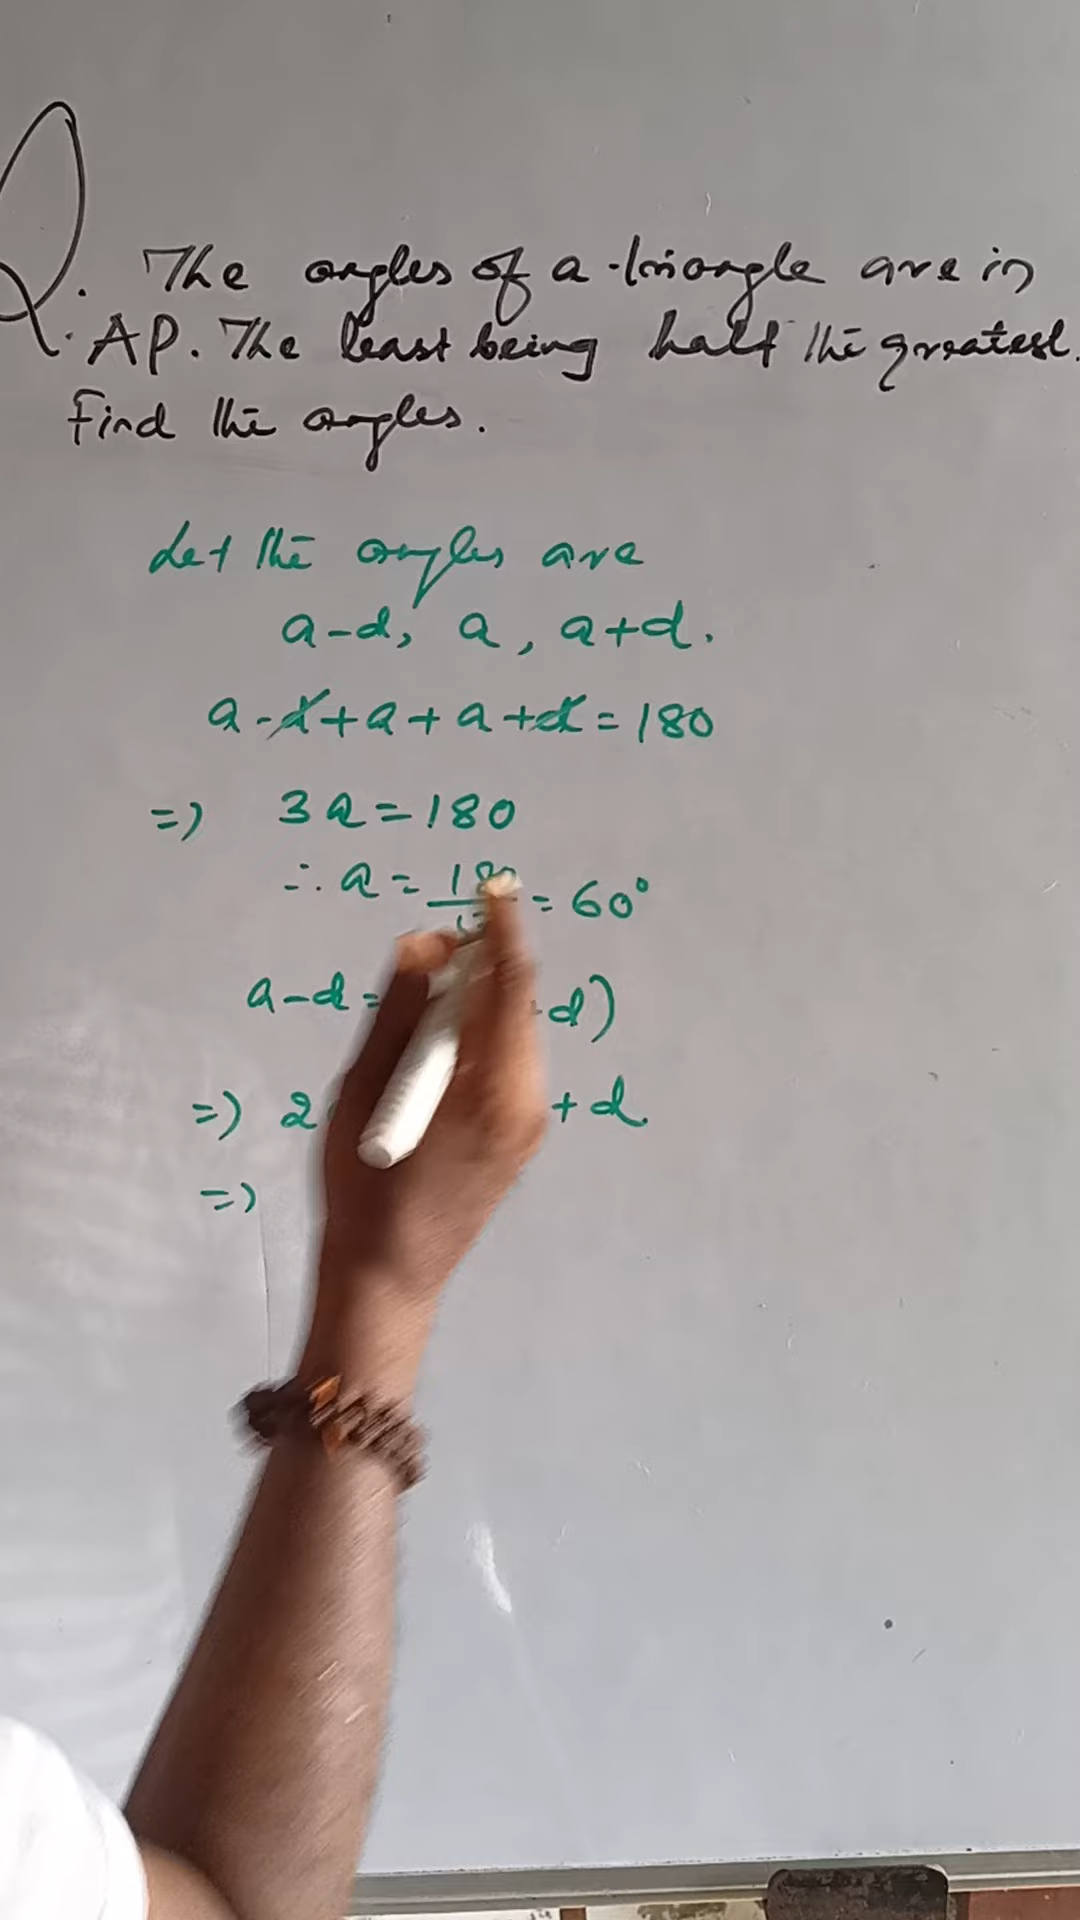 Q. The angles of a triangle are in
AP. The least being half the greatest.
Find the angles.
Let the angles are
a-d, a, a+d.
a-d+a+a+d=180
=> 3a=180
∴ a= = 60°
a-d= d)
=> 2 +d.
=>